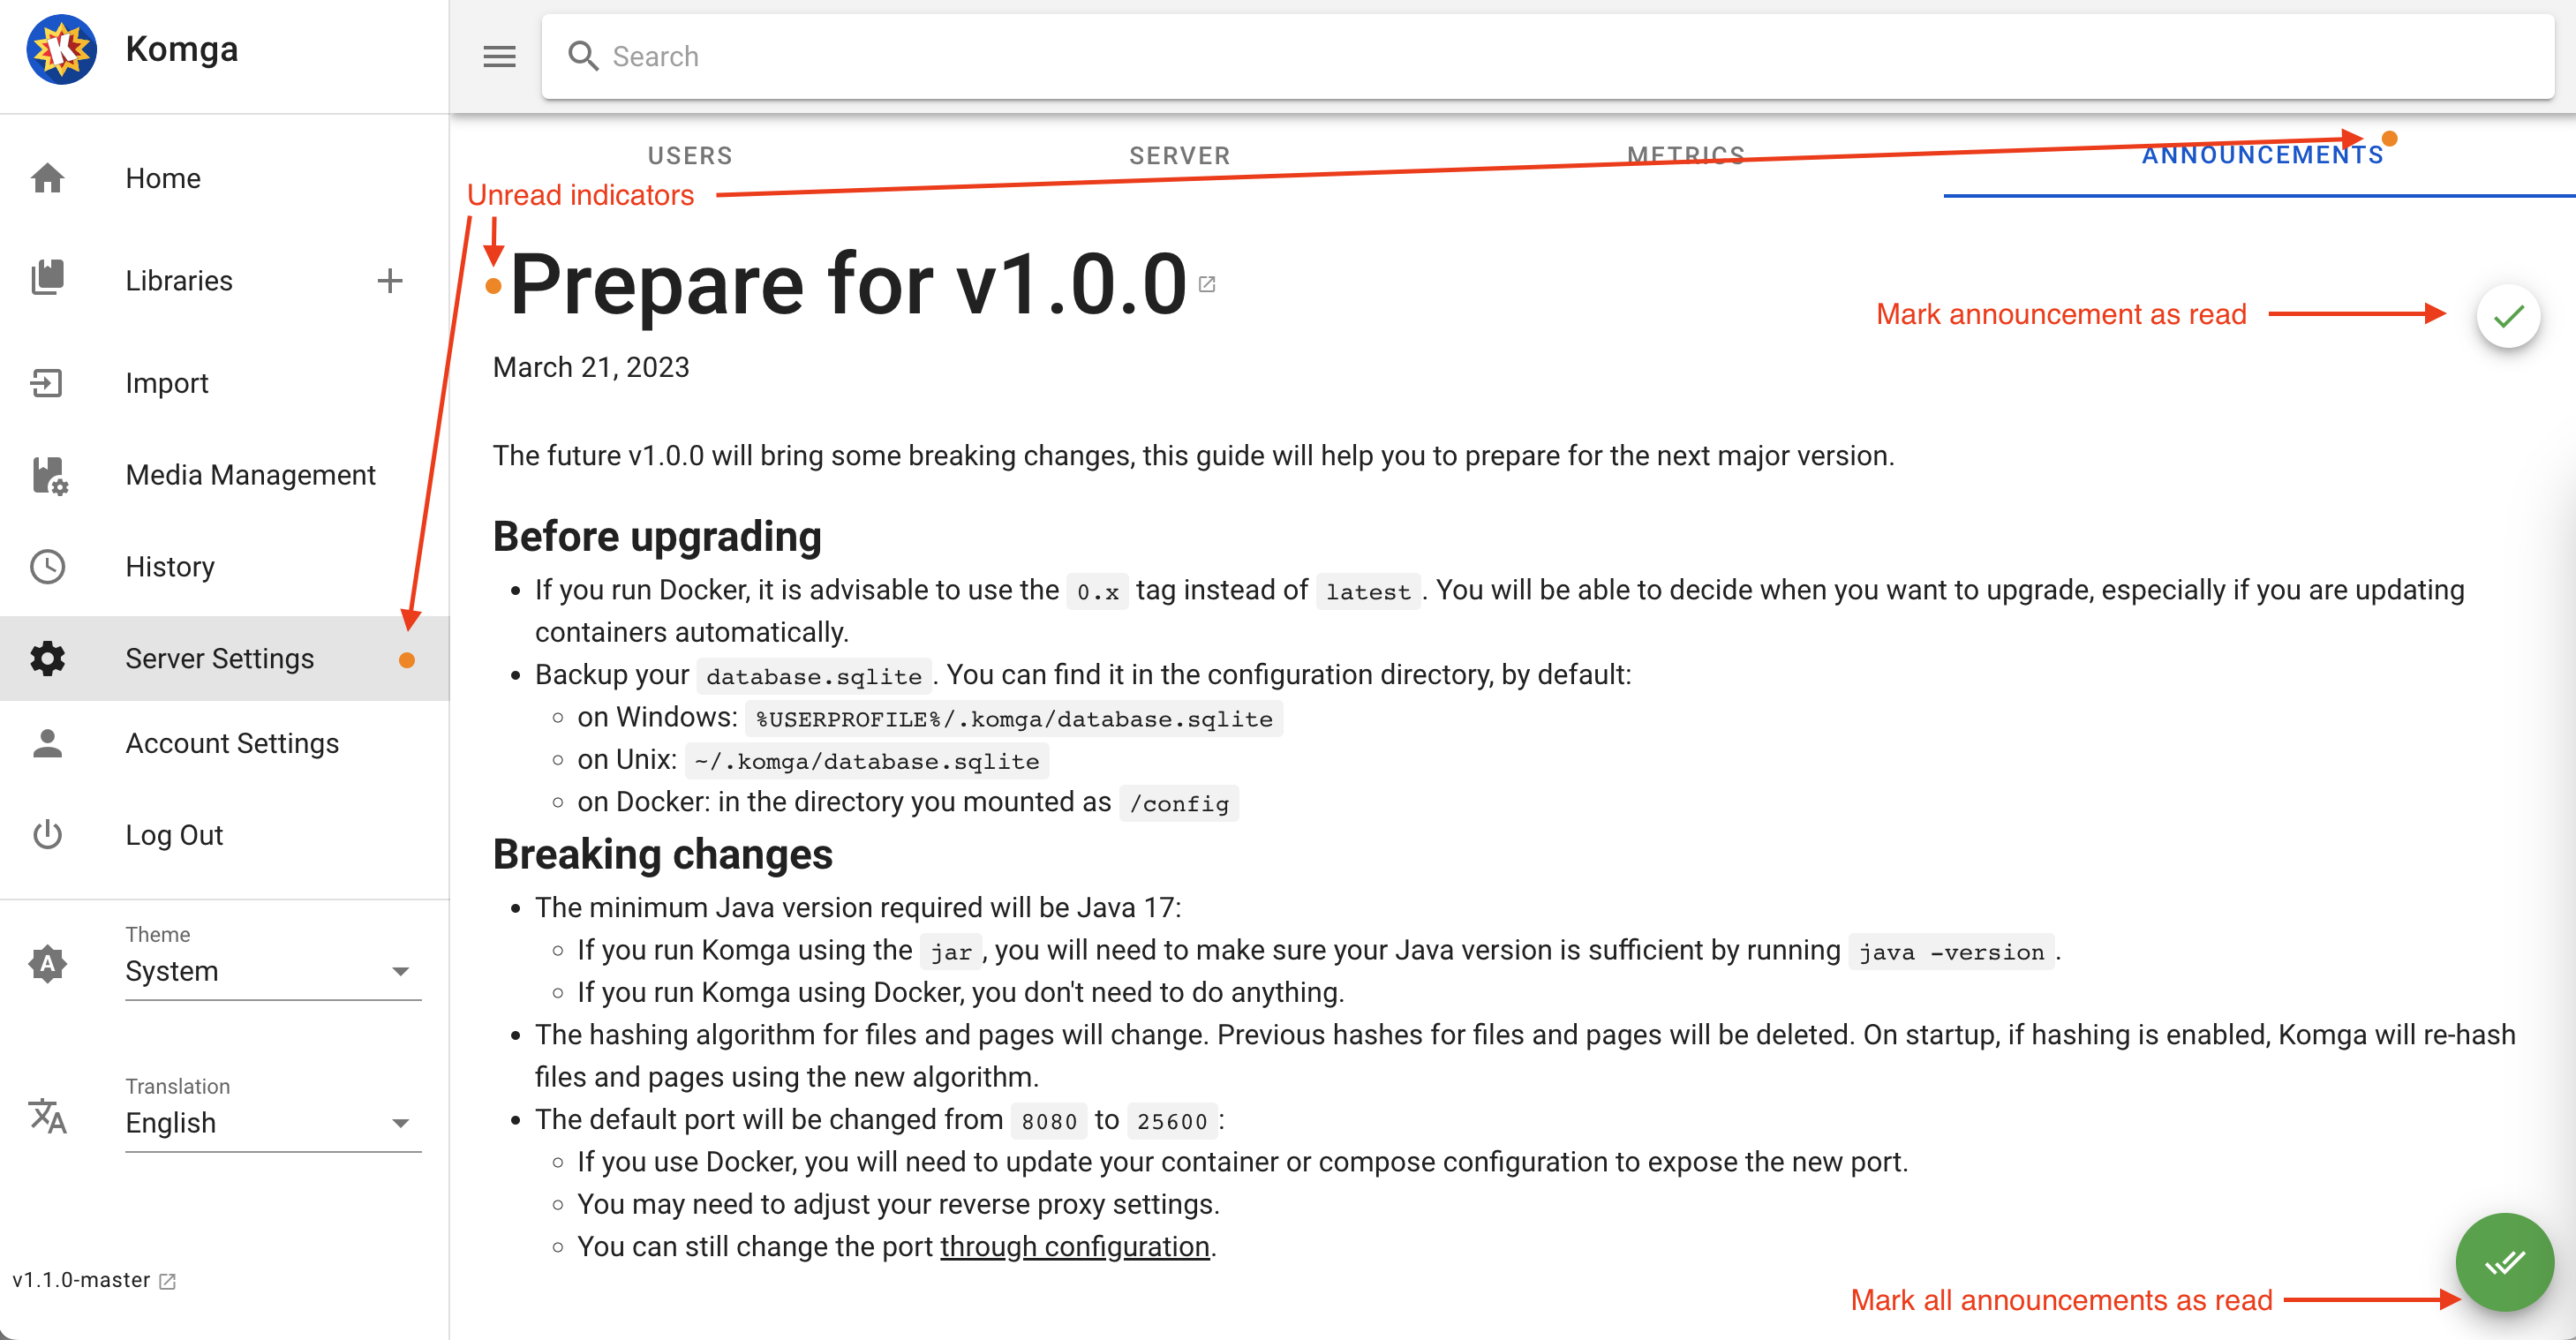 Komga
Search
USERS
SERVER
METRICS
ANNOUNCEMENTS
Home
Libraries
Import
Media Management
History
Server Settings
Account Settings
Log Out
Theme
System
Translation
English
v1.1.0-master
Unread indicators
Prepare for v1.0.0
Mark announcement as read
March 21, 2023
The future v1.0.0 will bring some breaking changes, this guide will help you to prepare for the next major version.
Before upgrading
• If you run Docker, it is advisable to use the 0.x tag instead of latest. You will be able to decide when you want to upgrade, especially if you are updating
containers automatically.
• Backup your database.sqlite. You can find it in the configuration directory, by default:
◦ on Windows: %USERPROFILE%/.komga/database.sqlite
◦ on Unix: ~/.komga/database.sqlite
◦ on Docker: in the directory you mounted as /config
Breaking changes
• The minimum Java version required will be Java 17:
◦ If you run Komga using the jar, you will need to make sure your Java version is sufficient by running java -version.
◦ If you run Komga using Docker, you don't need to do anything.
• The hashing algorithm for files and pages will change. Previous hashes for files and pages will be deleted. On startup, if hashing is enabled, Komga will re-hash
files and pages using the new algorithm.
• The default port will be changed from 8080 to 25600:
◦ If you use Docker, you will need to update your container or compose configuration to expose the new port.
◦ You may need to adjust your reverse proxy settings.
◦ You can still change the port through configuration.
Mark all announcements as read